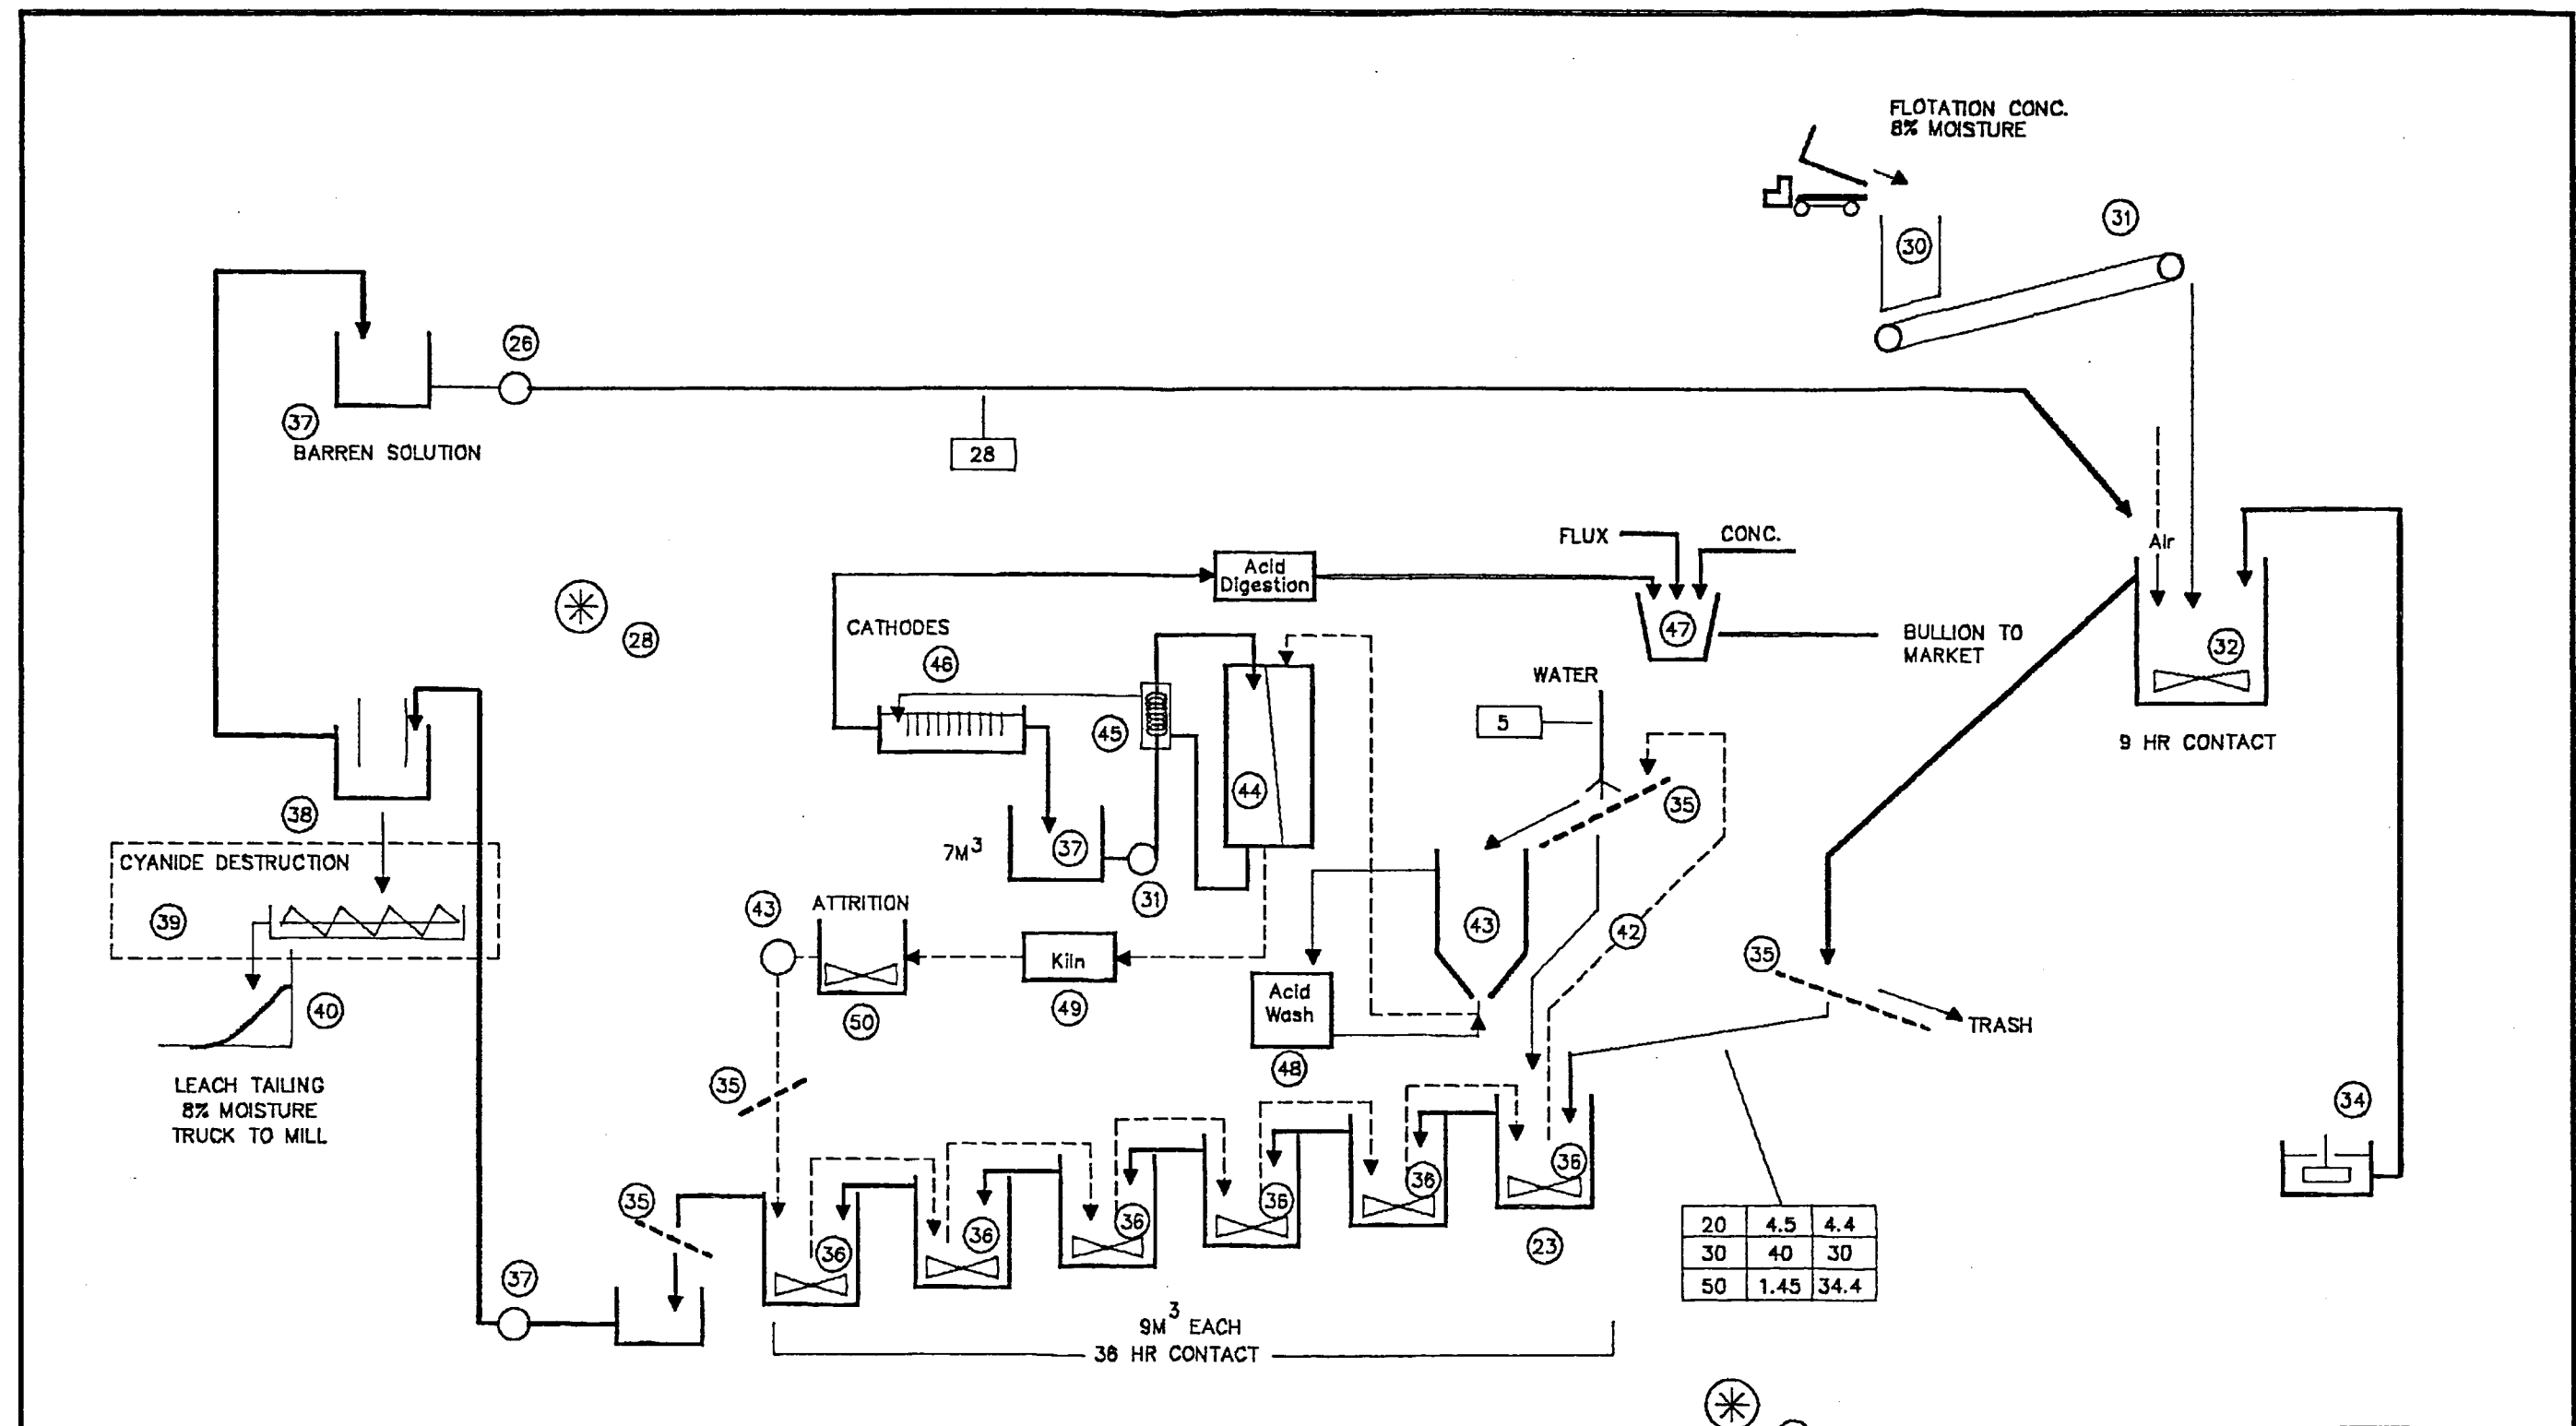 FLOTATION CONC.
8% MOISTURE
31
30
26
37
BARREN SOLUTION
28
Air
FLUX
CONC.
Acid
Digestion
47
BULLION TO
MARKET
28
CATHODES
46
32
WATER
5
45
9 HR CONTACT
44
35
38
CYANIDE DESTRUCTION
7M3
37
31
43
ATTRITION
39
43
42
35
Kiln
Acid
Wash
40
50
49
TRASH
48
LEACH TAILING
8% MOISTURE
TRUCK TO MILL
35
34
35
36
36
36
36
36
36
23
20 4.5 4.4
30 40 30
50 1.45 34.4
37
9M3 EACH
36 HR CONTACT